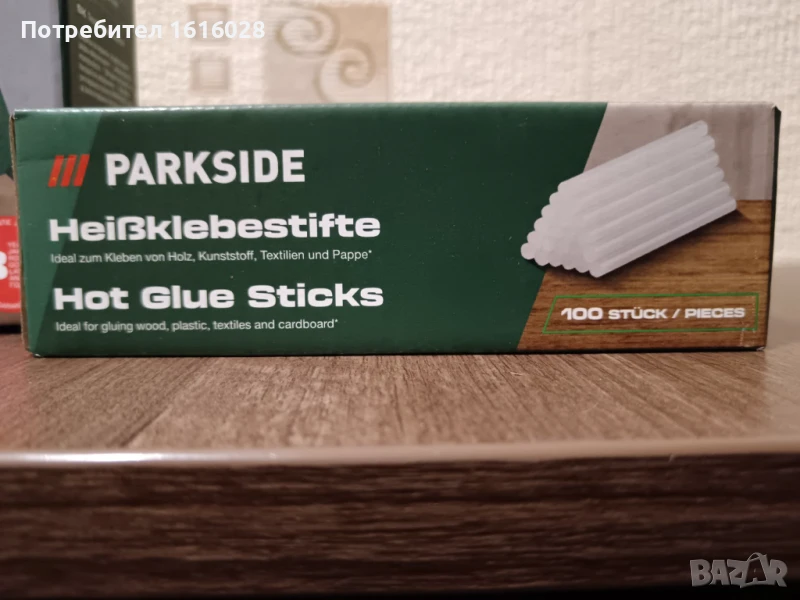 Потребител 1616028
/// PARKSIDE
Heißklebestifte
Ideal zum Kleben von Holz, Kunststoff, Textilien und Pappe*
Hot Glue Sticks
Ideal for gluing wood, plastic, textiles and cardboard*
100 STÜCK / PIECES
BAZAR